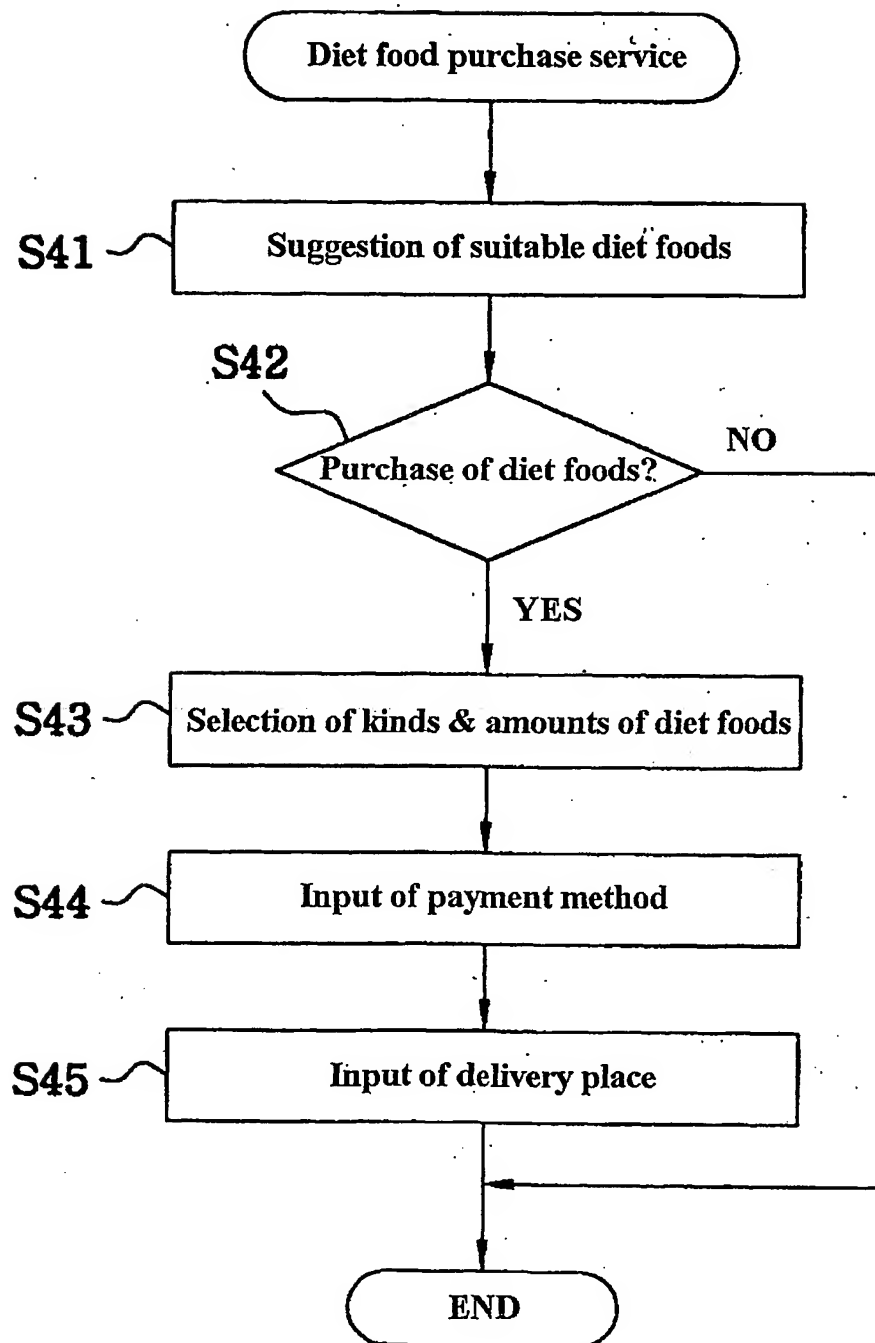 Diet food purchase service
S41
Suggestion of suitable diet foods
S42
Purchase of diet foods?
NO
YES
S43
Selection of kinds & amounts of diet foods
S44
Input of payment method
S45
Input of delivery place
END